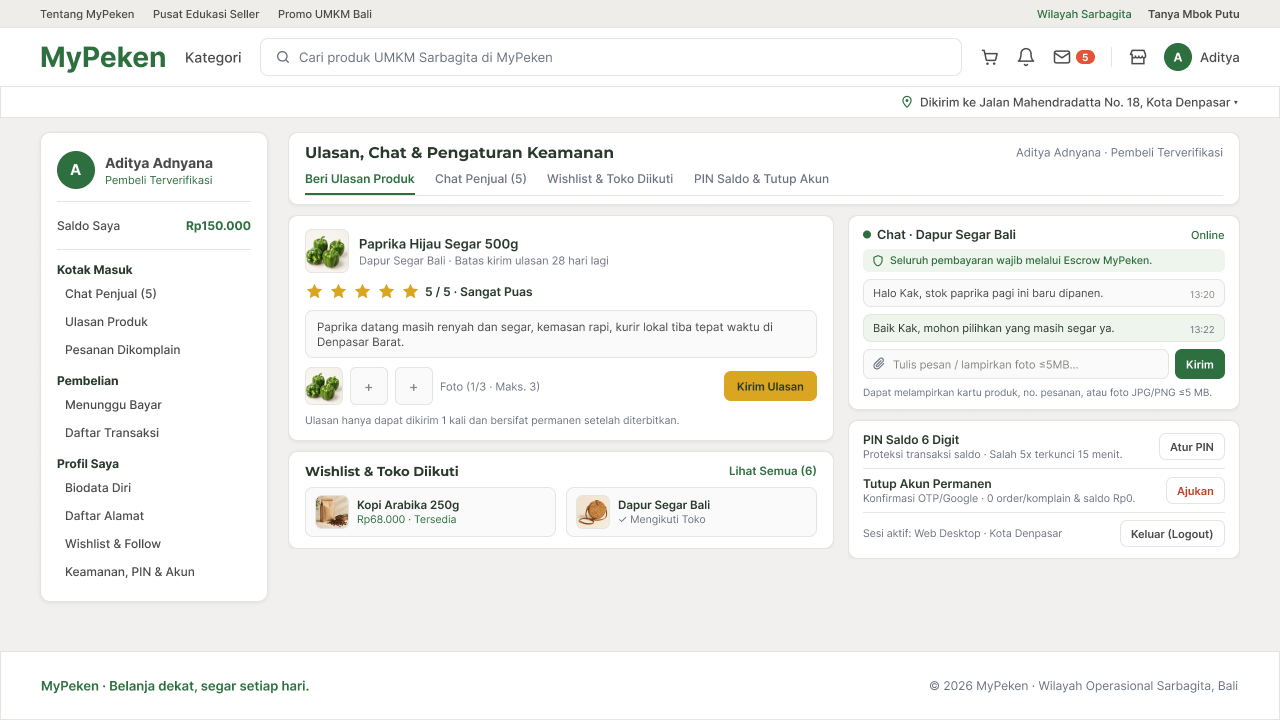 Tentang MyPeken Pusat Edukasi Seller Promo UMKM Bali Wilayah Sarbagita Tanya Mbok Putu
MyPeken Kategori Cari produk UMKM Sarbagita di MyPeken 5 A Aditya
Dikirim ke Jalan Mahendradatta No. 18, Kota Denpasar
A
Aditya Adnyana
Pembeli Terverifikasi
Saldo Saya Rp150.000
Kotak Masuk
Chat Penjual (5)
Ulasan Produk
Pesanan Dikomplain
Pembelian
Menunggu Bayar
Daftar Transaksi
Profil Saya
Biodata Diri
Daftar Alamat
Wishlist & Follow
Keamanan, PIN & Akun
Ulasan, Chat & Pengaturan Keamanan
Aditya Adnyana · Pembeli Terverifikasi
Beri Ulasan Produk Chat Penjual (5) Wishlist & Toko Diikuti PIN Saldo & Tutup Akun
Paprika Hijau Segar 500g
Dapur Segar Bali · Batas kirim ulasan 28 hari lagi
5 / 5 · Sangat Puas
Paprika datang masih renyah dan segar, kemasan rapi, kurir lokal tiba tepat waktu di
Denpasar Barat.
+ + Foto (1/3 · Maks. 3) Kirim Ulasan
Ulasan hanya dapat dikirim 1 kali dan bersifat permanen setelah diterbitkan.
Wishlist & Toko Diikuti Lihat Semua (6)
Kopi Arabika 250g
Rp68.000 · Tersedia
Dapur Segar Bali
✓ Mengikuti Toko
Chat · Dapur Segar Bali Online
Seluruh pembayaran wajib melalui Escrow MyPeken.
Halo Kak, stok paprika pagi ini baru dipanen. 13:20
Baik Kak, mohon pilihkan yang masih segar ya. 13:22
Tulis pesan / lampirkan foto ≤5MB... Kirim
Dapat melampirkan kartu produk, no. pesanan, atau foto JPG/PNG ≤5 MB.
PIN Saldo 6 Digit
Proteksi transaksi saldo · Salah 5x terkunci 15 menit.
Atur PIN
Tutup Akun Permanen
Konfirmasi OTP/Google · 0 order/komplain & saldo Rp0.
Ajukan
Sesi aktif: Web Desktop · Kota Denpasar Keluar (Logout)
MyPeken · Belanja dekat, segar setiap hari. © 2026 MyPeken · Wilayah Operasional Sarbagita, Bali